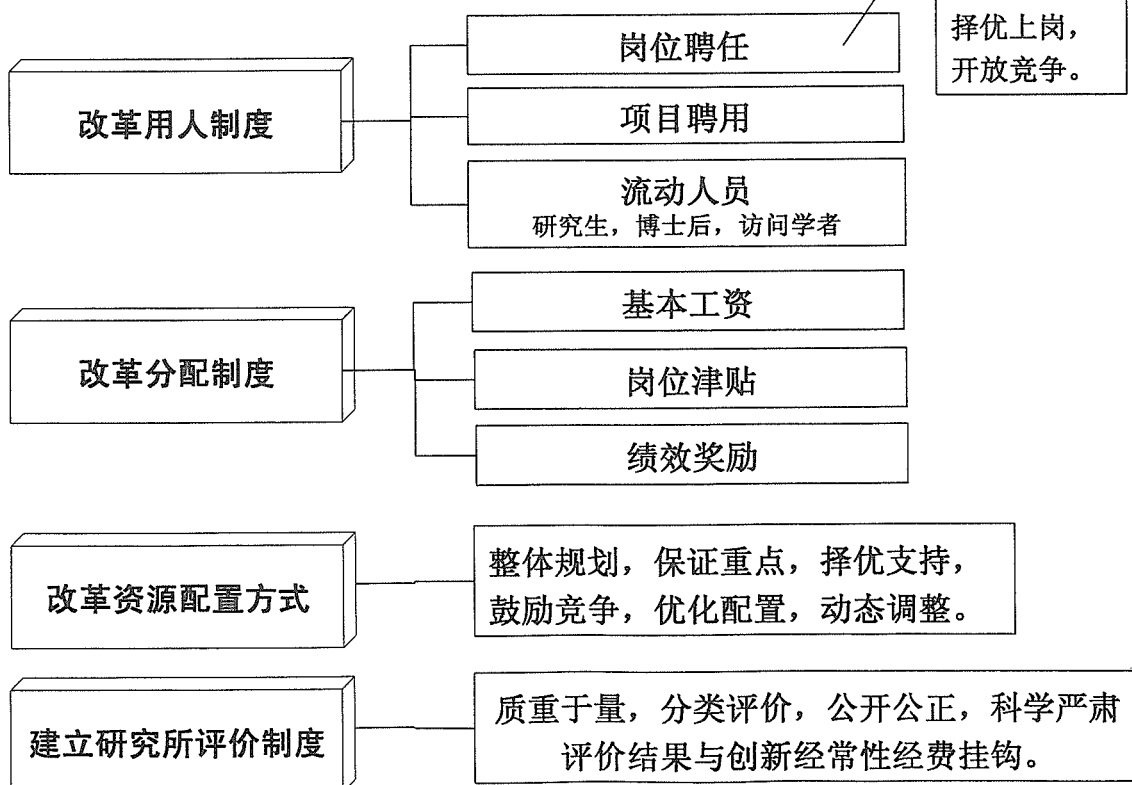 择优上岗，
开放竞争。
岗位聘任
改革用人制度
项目聘用
流动人员
研究生，博士后，访问学者
基本工资
改革分配制度
岗位津贴
绩效奖励
改革资源配置方式
整体规划，保证重点，择优支持，
鼓励竞争，优化配置，动态调整。
建立研究所评价制度
质重于量，分类评价，公开公正，科学严肃
评价结果与创新经常性经费挂钩。